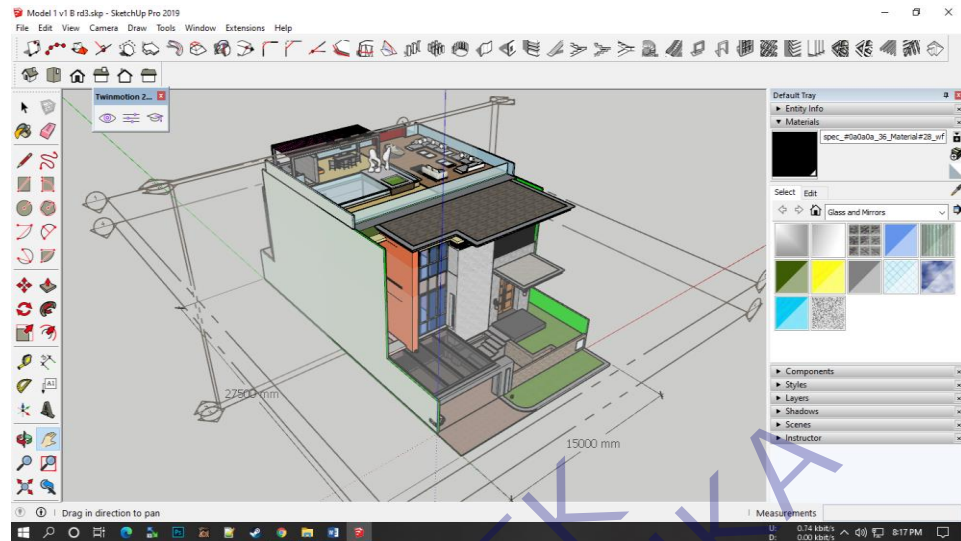 Model 1 v1 B rd3.skp - SketchUp Pro 2019
File Edit View Camera Draw Tools Window Extensions Help
Twinmotion 2...
Default Tray
Entity Info
Materials
spec_#0a0a0a_36_Material#28_wf
Select Edit
Glass and Mirrors
Components
Styles
Layers
Shadows
Scenes
Instructor
A1
27500 mm
15000 mm
Drag in direction to pan
Measurements
U: 0.74 kbit/s
D: 0.00 kbit/s
8:17 PM